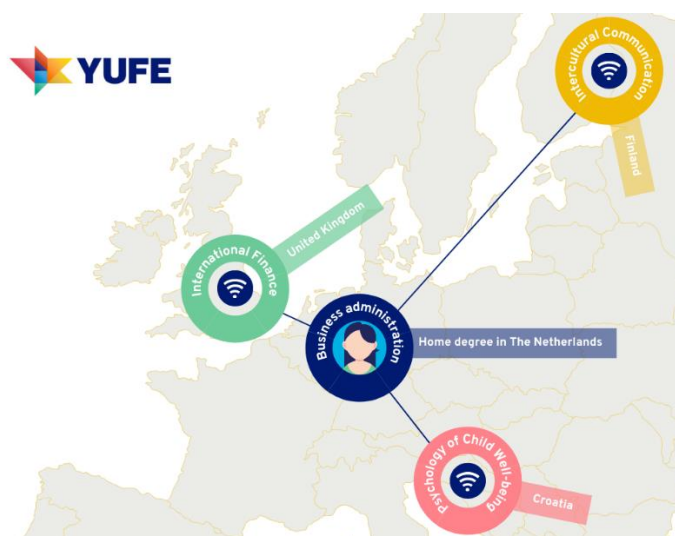 YUFE
Intercultural Communication
Finland
United Kingdom
International Finance
Business administration
Home degree in The Netherlands
Psychology of Child Well-being
Croatia